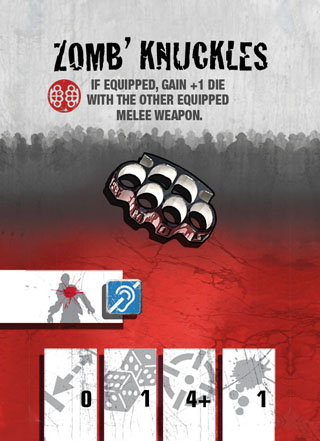 ZOMB' KNUCKLES
IF EQUIPPED, GAIN +1 DIE
WITH THE OTHER EQUIPPED
MELEE WEAPON.
0 1 4+ 1